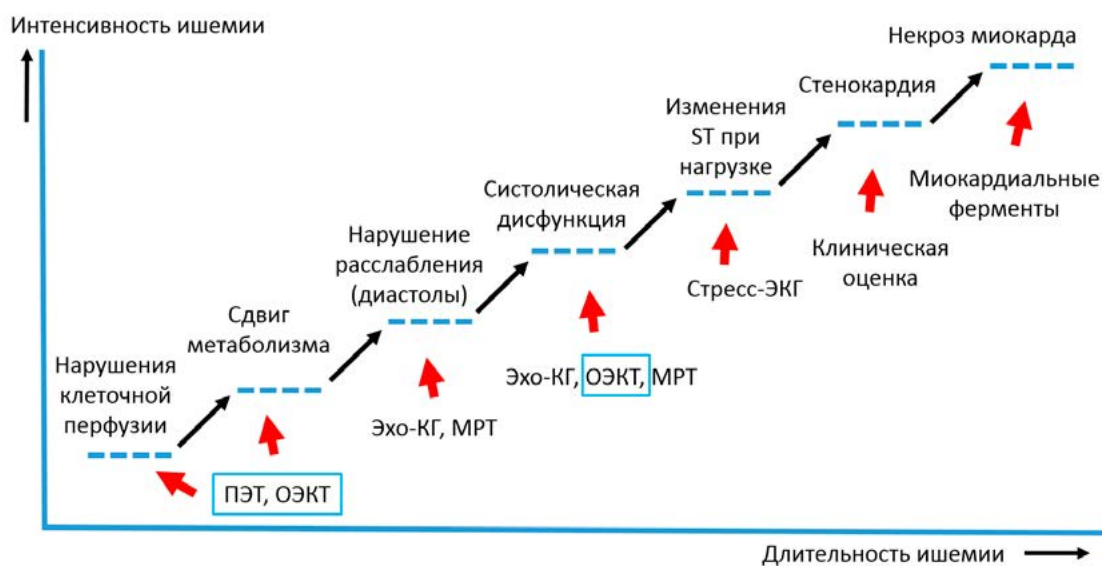 Интенсивность ишемии
Некроз миокарда
Стенокардия
Изменения
ST при
нагрузке
Систолическая
дисфункция
Нарушение
расслабления
(диастолы)
Сдвиг
метаболизма
Нарушения
клеточной
перфузии
Миокардиальные
ферменты
Клиническая
оценка
Стресс-ЭКГ
Эхо-КГ, ОЭКТ, МРТ
Эхо-КГ, МРТ
ПЭТ, ОЭКТ
Длительность ишемии